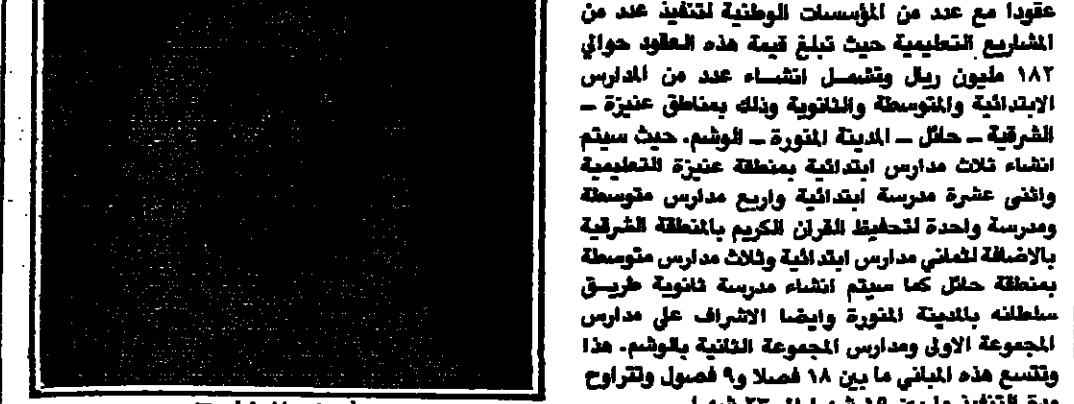 عقودا مع عدد من المؤسسات الوطنية لتنفيذ عدد من
المشاريع التعليمية حيث تبلغ قيمة هذه العقود حوالي
١٨٢ مليون ريال وتشمل انشاء عدد من المدارس
الابتدائية والمتوسطة والثانوية وذلك بمناطق عنيزة ـ
الشرقية ـ حائل ـ المدينة المنورة ـ الوشم. حيث سيتم
انشاء ثلاث مدارس ابتدائية بمنطقة عنيزة التعليمية
واثنى عشرة مدرسة ابتدائية واربع مدارس متوسطة
ومدرسة واحدة لتحفيظ القران الكريم بالمنطقة الشرقية
بالاضافة لثماني مدارس ابتدائية وثلاث مدارس متوسطة
بمنطقة حائل كما سيتم انشاء مدرسة ثانوية طريق
سلطانه بالمدينة المنورة وايضا الاشراف على مدارس
المجموعة الاولى ومدارس المجموعة الثانية بالوشم. هذا
وتتسع هذه المباني ما بين ١٨ فصلا و٩ فصول وتتراوح
مدة التنفيذ ما بين